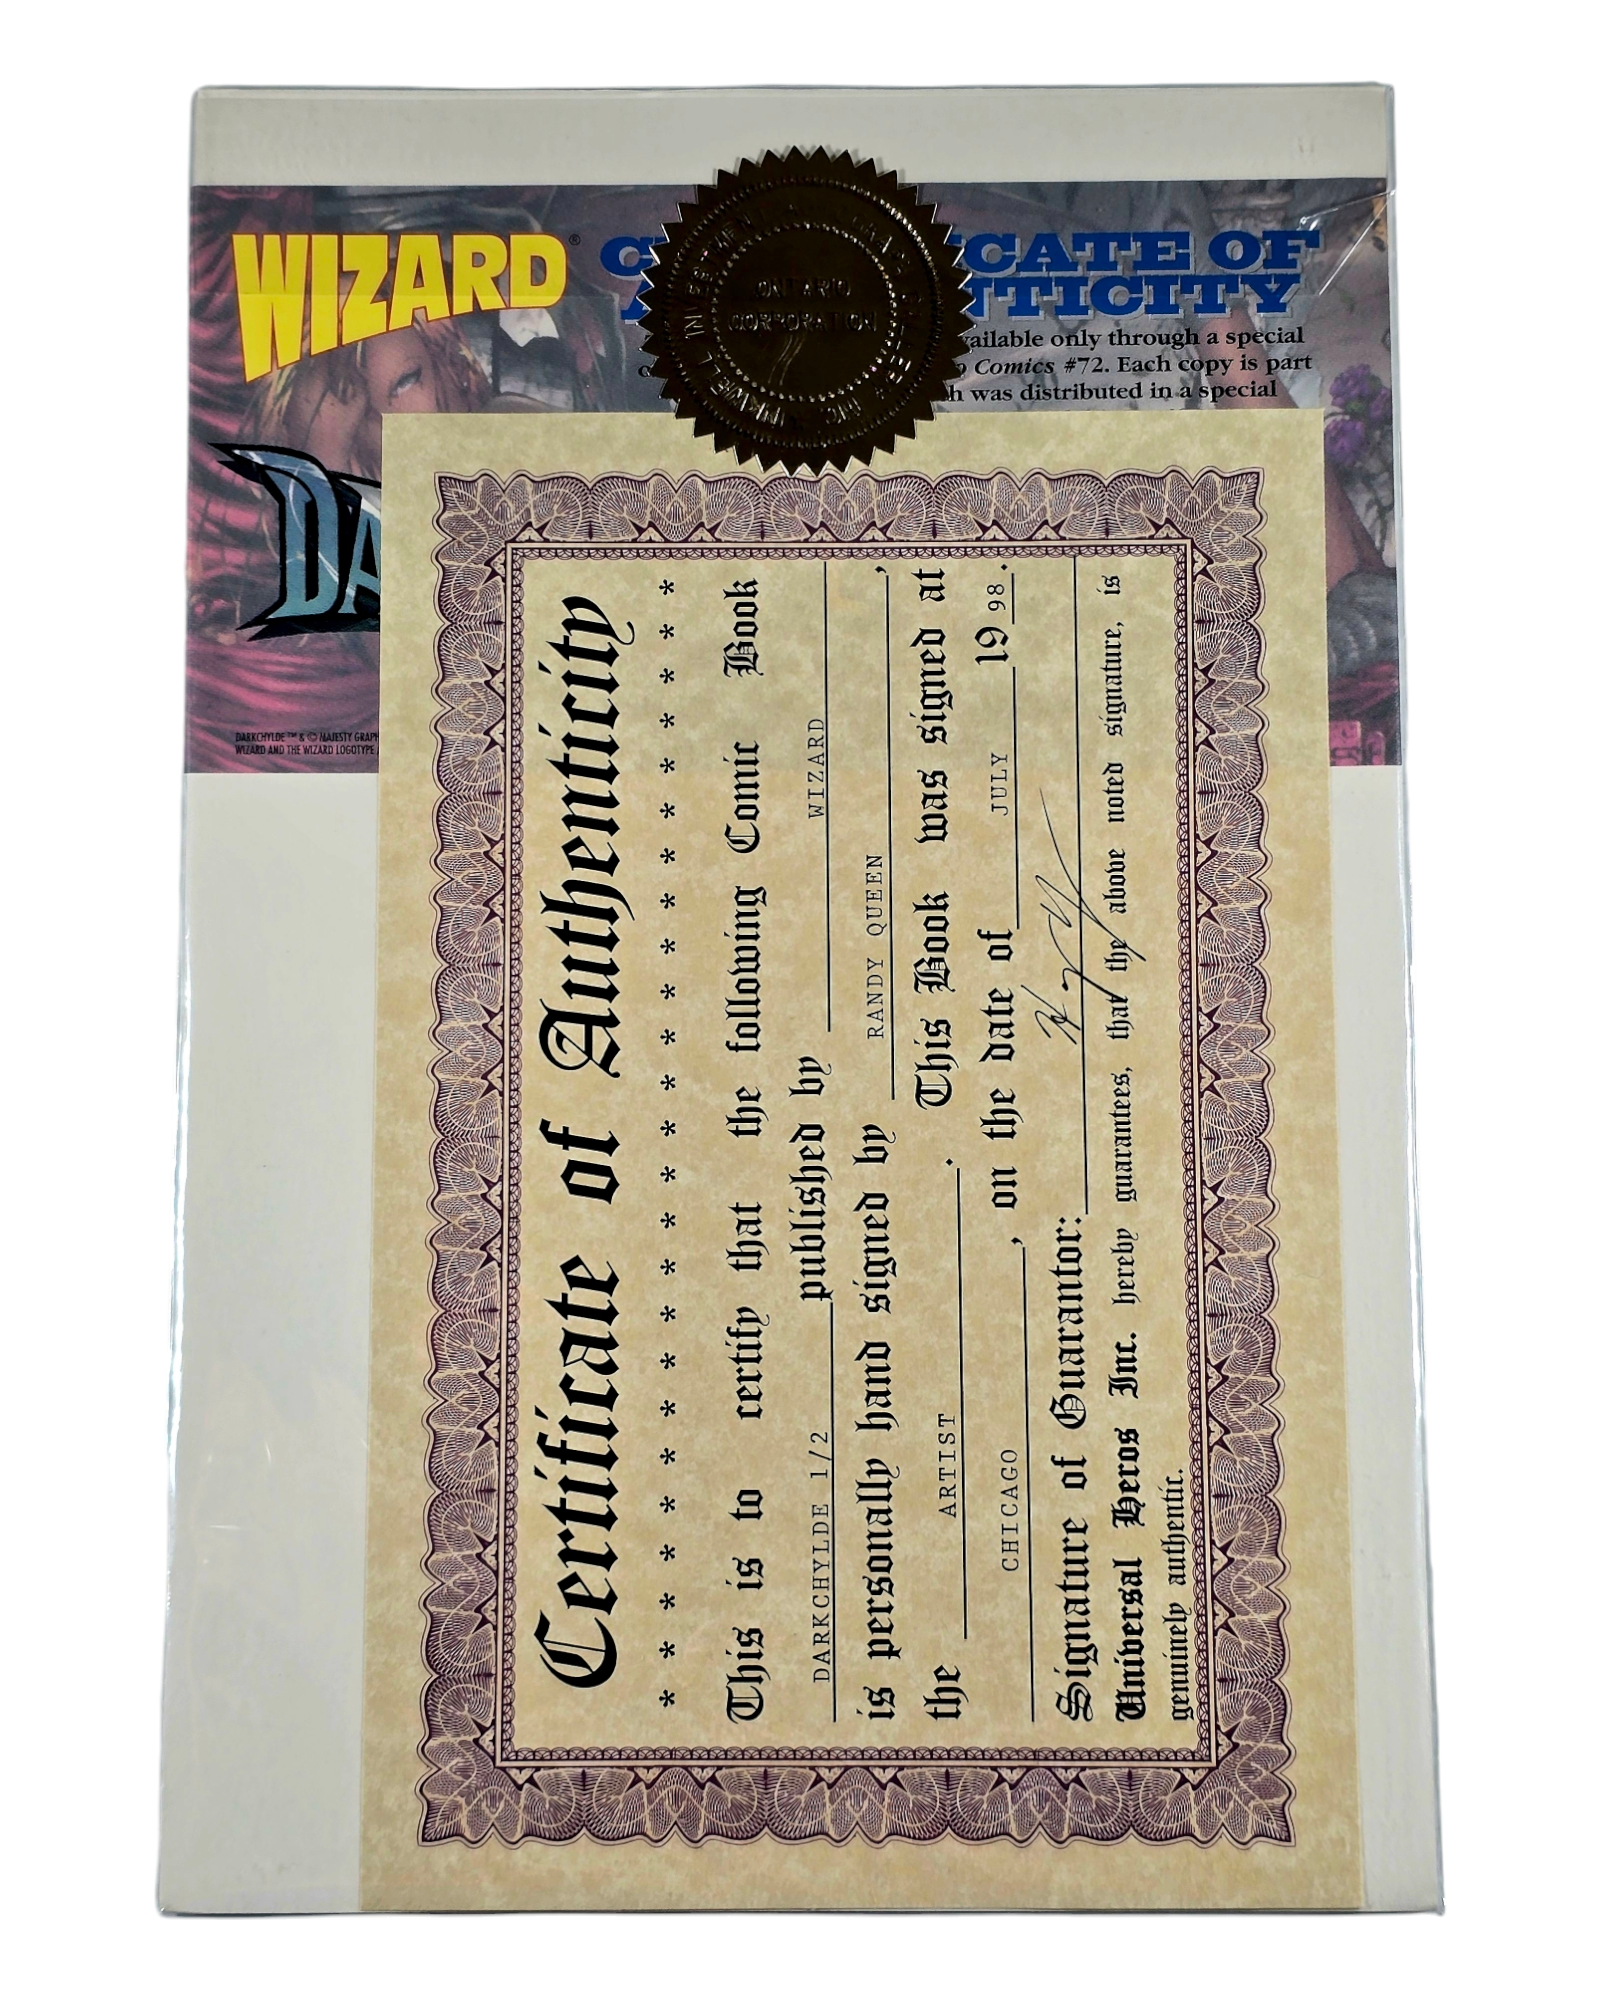 WIZARD®
CATE OF
NTICITY
vailable only through a special
Comics #72. Each copy is part
h was distributed in a special
ONTARIO
CORPORATION
DA
DARKCHYLDE™ & © MAJESTY GRAPH
WIZARD AND THE WIZARD LOGOTYPE
Certificate of Authenticity
* * * * * * * * * * * * * * * * * * * * * * * *
This is to certify that the following Comic Book
DARKCHYLDE 1/2 published by WIZARD
is personally hand signed by RANDY QUEEN,
the ARTIST. This Book was signed at
CHICAGO, on the date of JULY 1998.
Signature of Guarantor:
Universal Heros Inc. hereby guarantees, that the above noted signature, is
genuinely authentic.